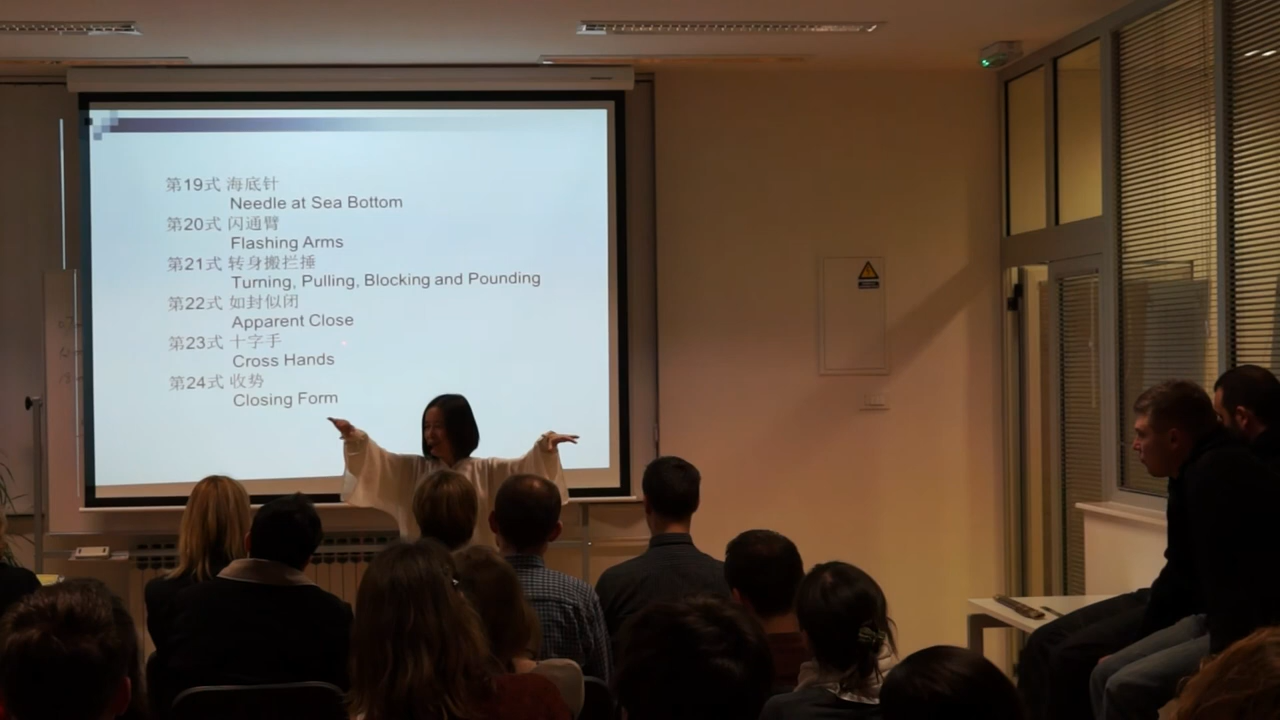 第19式 海底针
Needle at Sea Bottom
第20式 闪通臂
Flashing Arms
第21式 转身搬拦捶
Turning, Pulling, Blocking and Pounding
第22式 如封似闭
Apparent Close
第23式 十字手
Cross Hands
第24式 收势
Closing Form